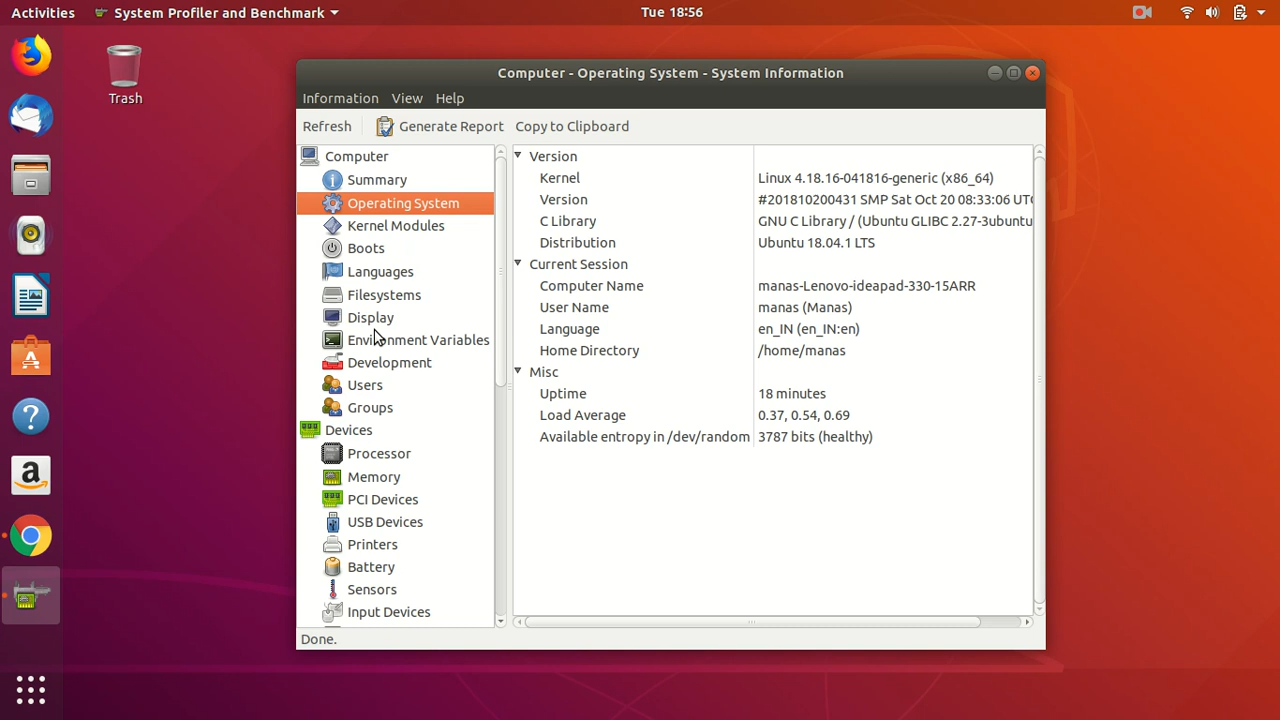 Activities
System Profiler and Benchmark
Tue 18:56
Trash
Computer - Operating System - System Information
Information View Help
Refresh Generate Report Copy to Clipboard
Computer
Summary
Operating System
Kernel Modules
Boots
Languages
Filesystems
Display
Environment Variables
Development
Users
Groups
Devices
Processor
Memory
PCI Devices
USB Devices
Printers
Battery
Sensors
Input Devices
Version
Kernel Linux 4.18.16-041816-generic (x86_64)
Version #201810200431 SMP Sat Oct 20 08:33:06 UTC
C Library GNU C Library / (Ubuntu GLIBC 2.27-3ubuntu
Distribution Ubuntu 18.04.1 LTS
Current Session
Computer Name manas-Lenovo-ideapad-330-15ARR
User Name manas (Manas)
Language en_IN (en_IN:en)
Home Directory /home/manas
Misc
Uptime 18 minutes
Load Average 0.37, 0.54, 0.69
Available entropy in /dev/random 3787 bits (healthy)
Done.